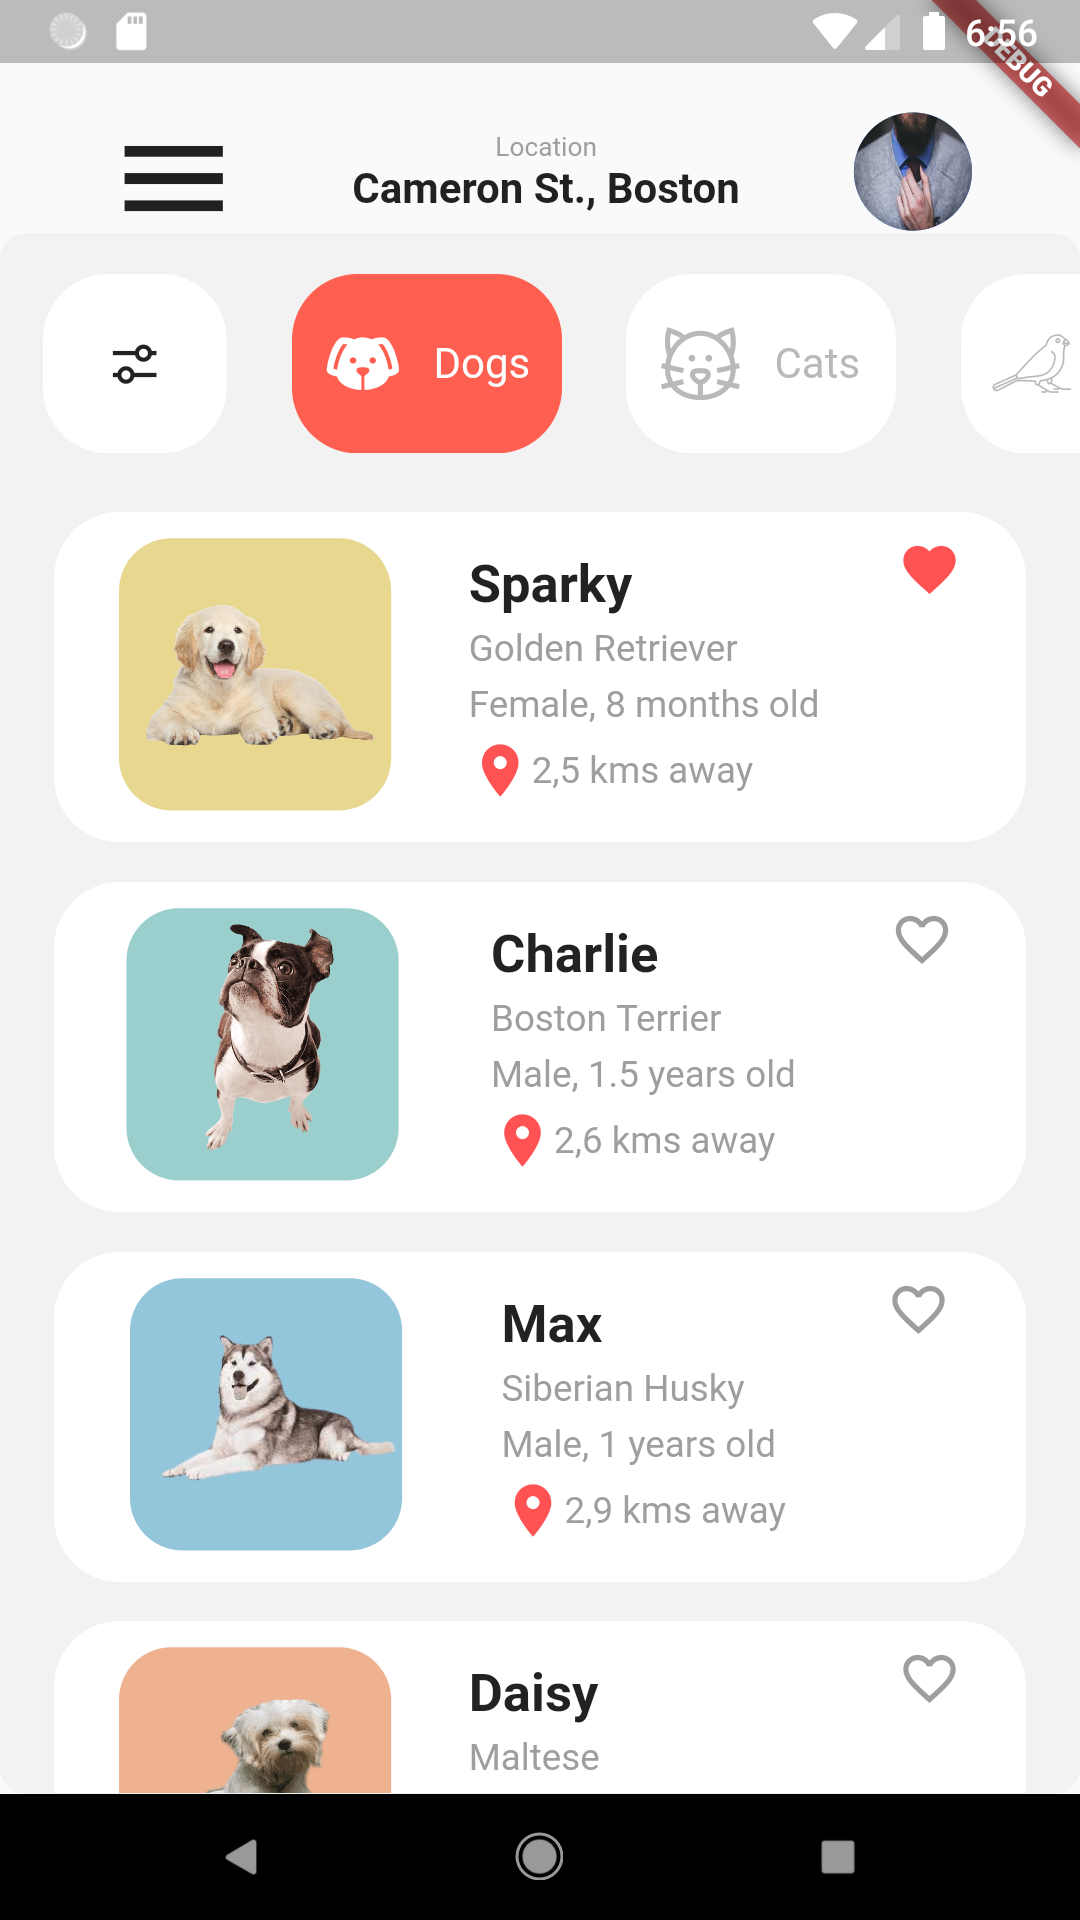 6:56
DEBUG
Location
Cameron St., Boston
Dogs
Cats
Sparky
Golden Retriever
Female, 8 months old
2,5 kms away
Charlie
Boston Terrier
Male, 1.5 years old
2,6 kms away
Max
Siberian Husky
Male, 1 years old
2,9 kms away
Daisy
Maltese